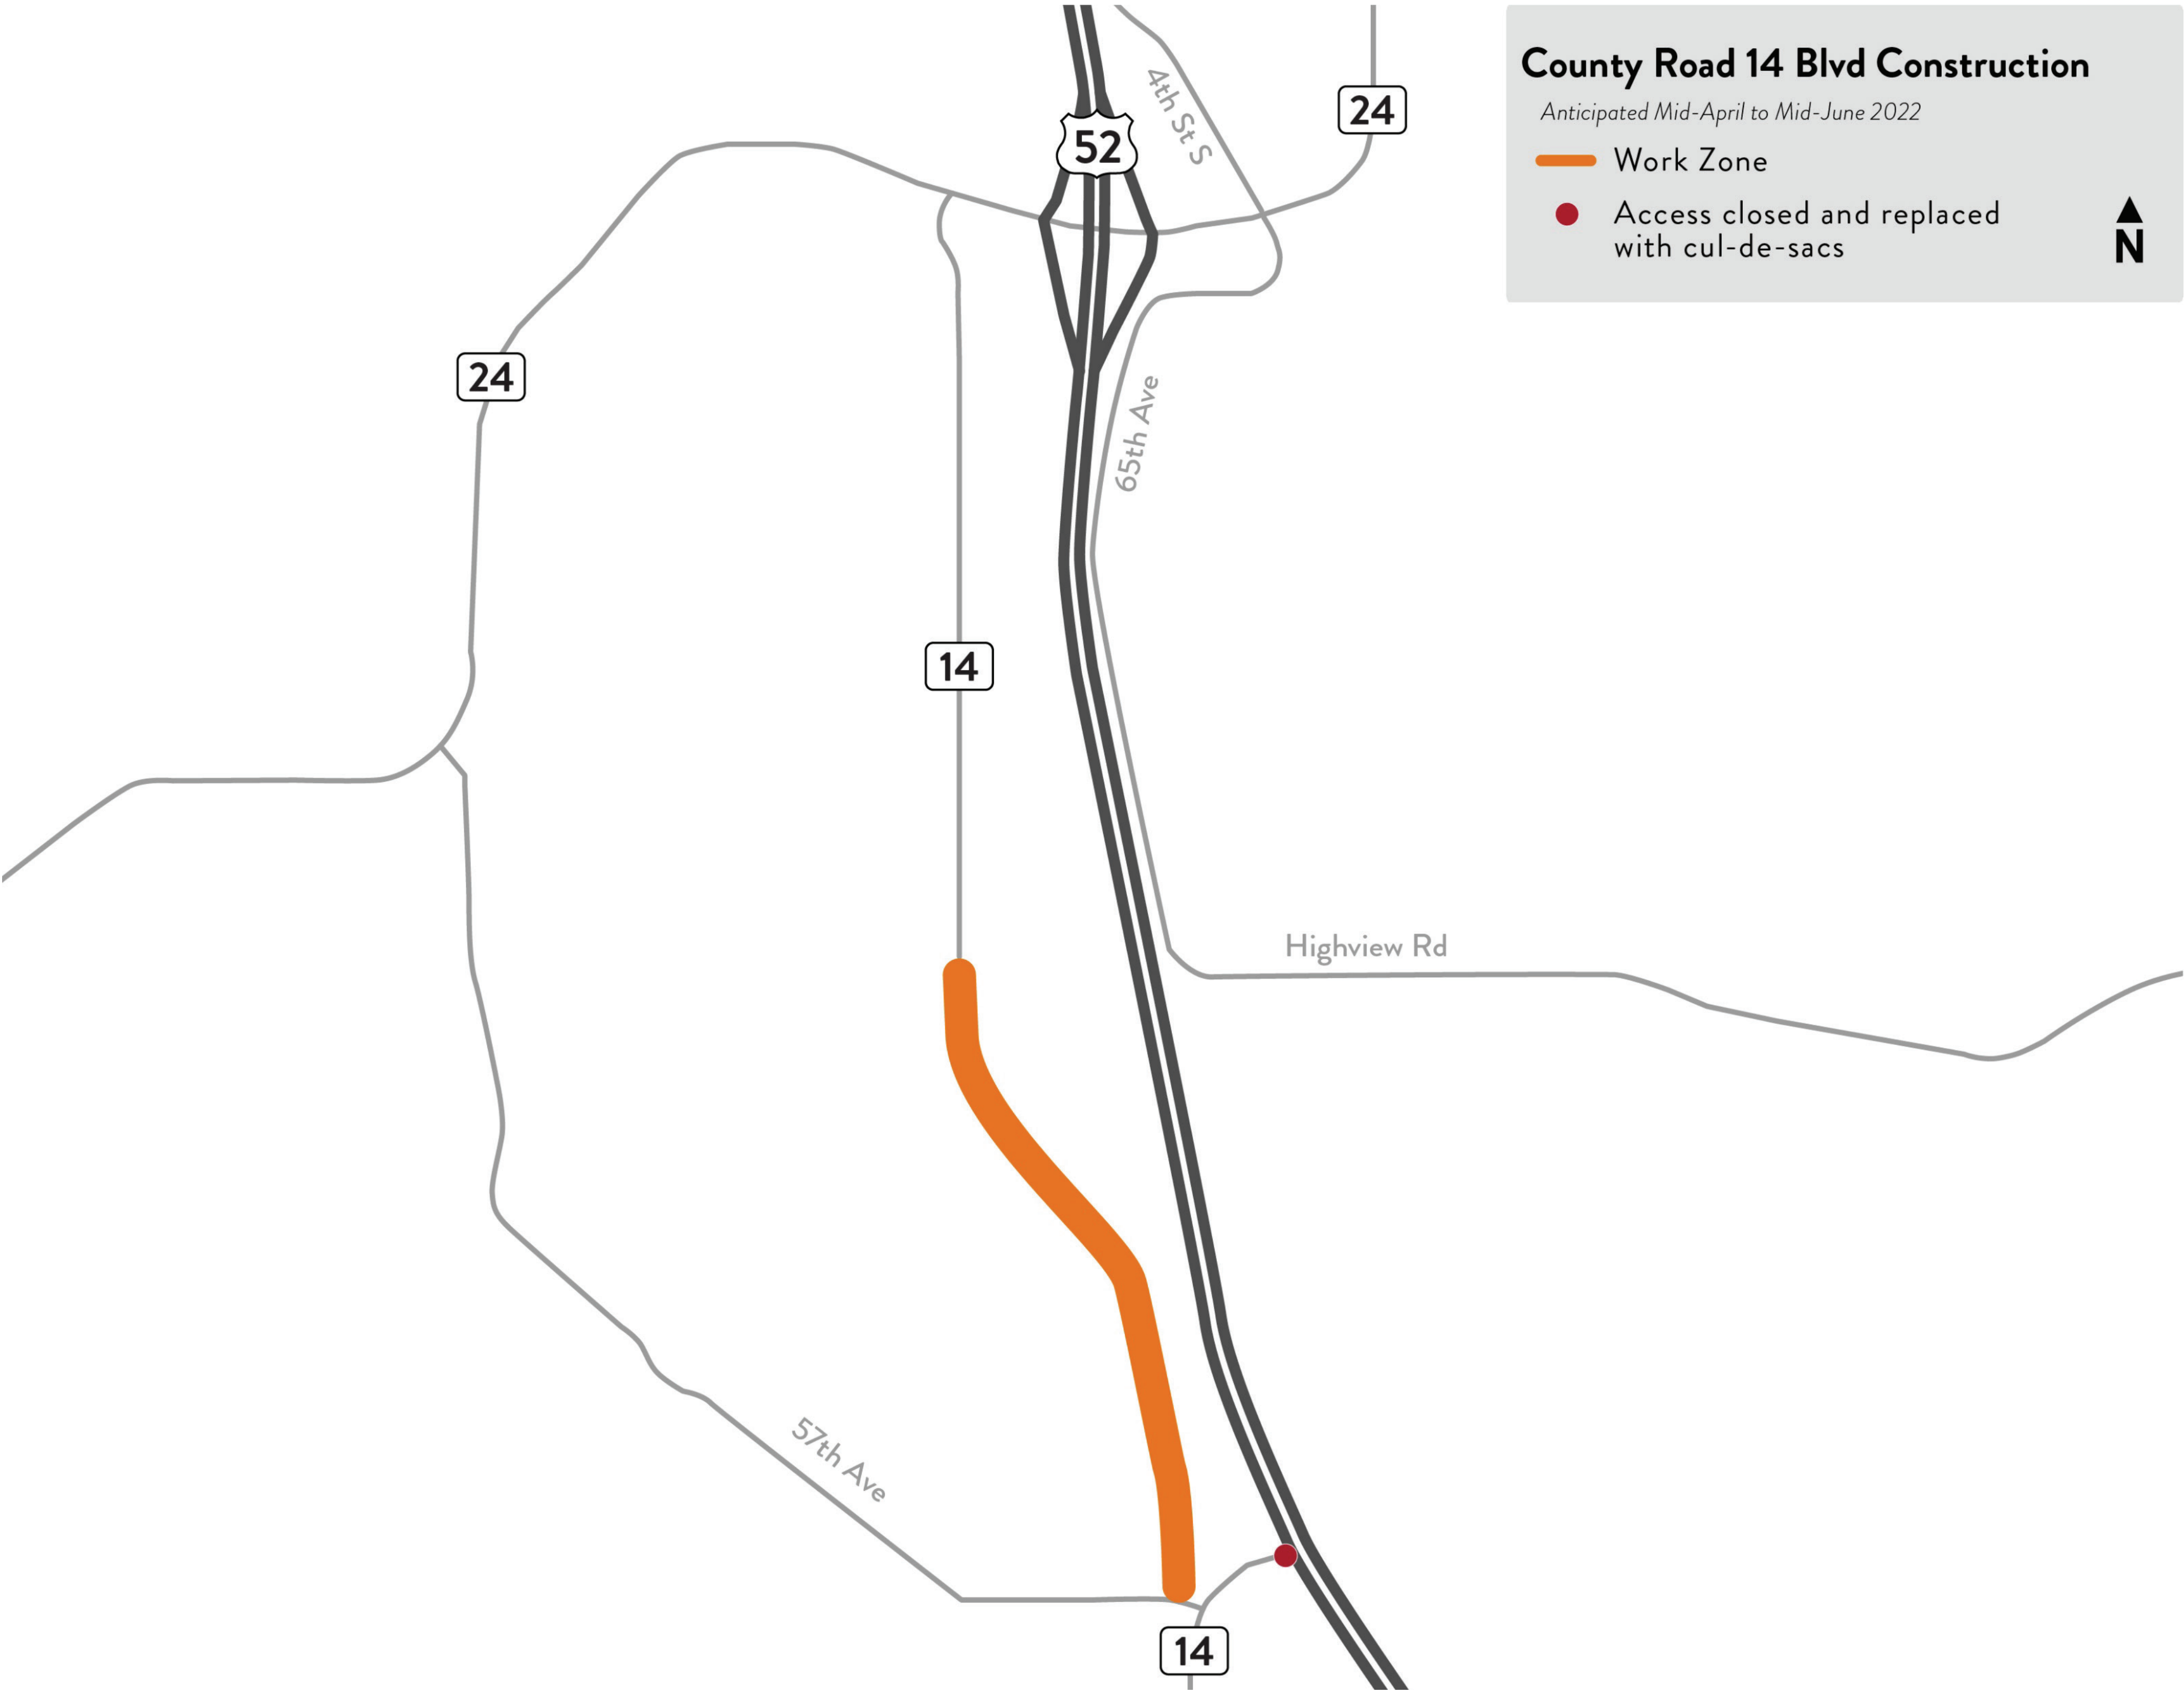 County Road 14 Blvd Construction
Anticipated Mid-April to Mid-June 2022
Work Zone
Access closed and replaced
with cul-de-sacs
N
4th St S
24
52
24
65th Ave
14
Highview Rd
57th Ave
14